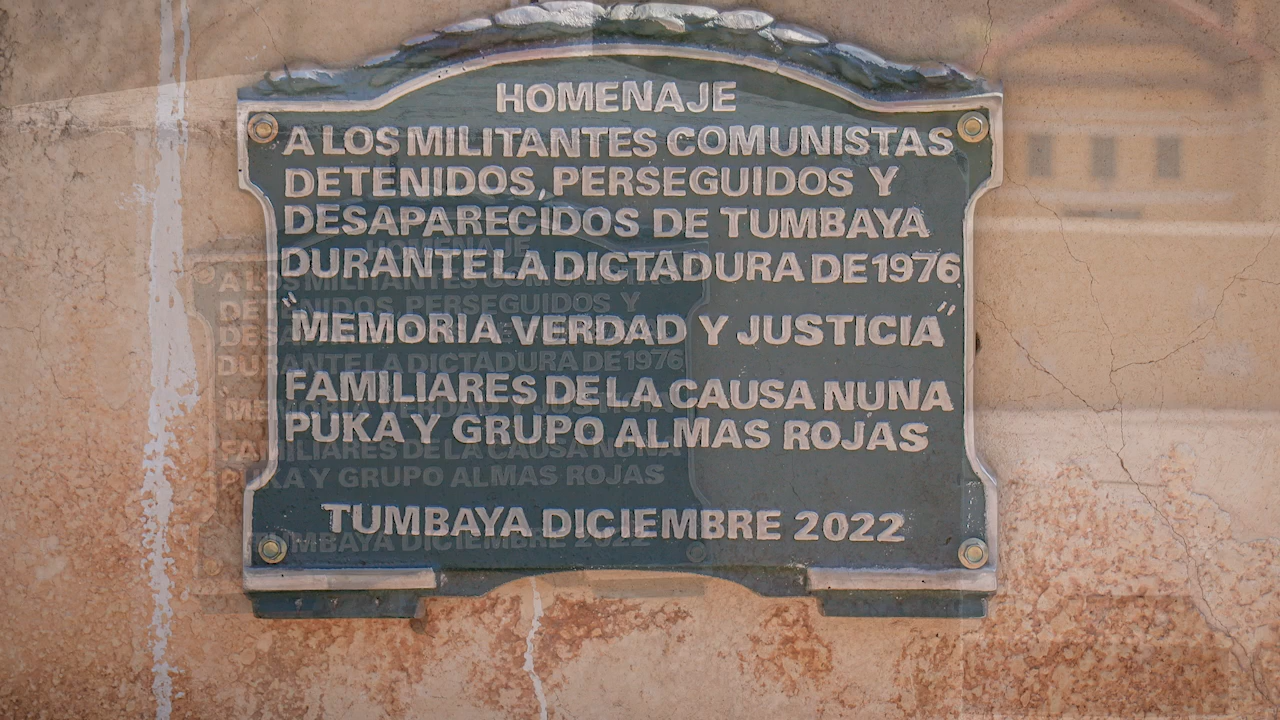 HOMENAJE
A LOS MILITANTES COMUNISTAS
DETENIDOS, PERSEGUIDOS Y
DESAPARECIDOS DE TUMBAYA
DURANTE LA DICTADURA DE 1976
"MEMORIA VERDAD Y JUSTICIA"
FAMILIARES DE LA CAUSA NUNA
PUKA Y GRUPO ALMAS ROJAS
TUMBAYA DICIEMBRE 2022